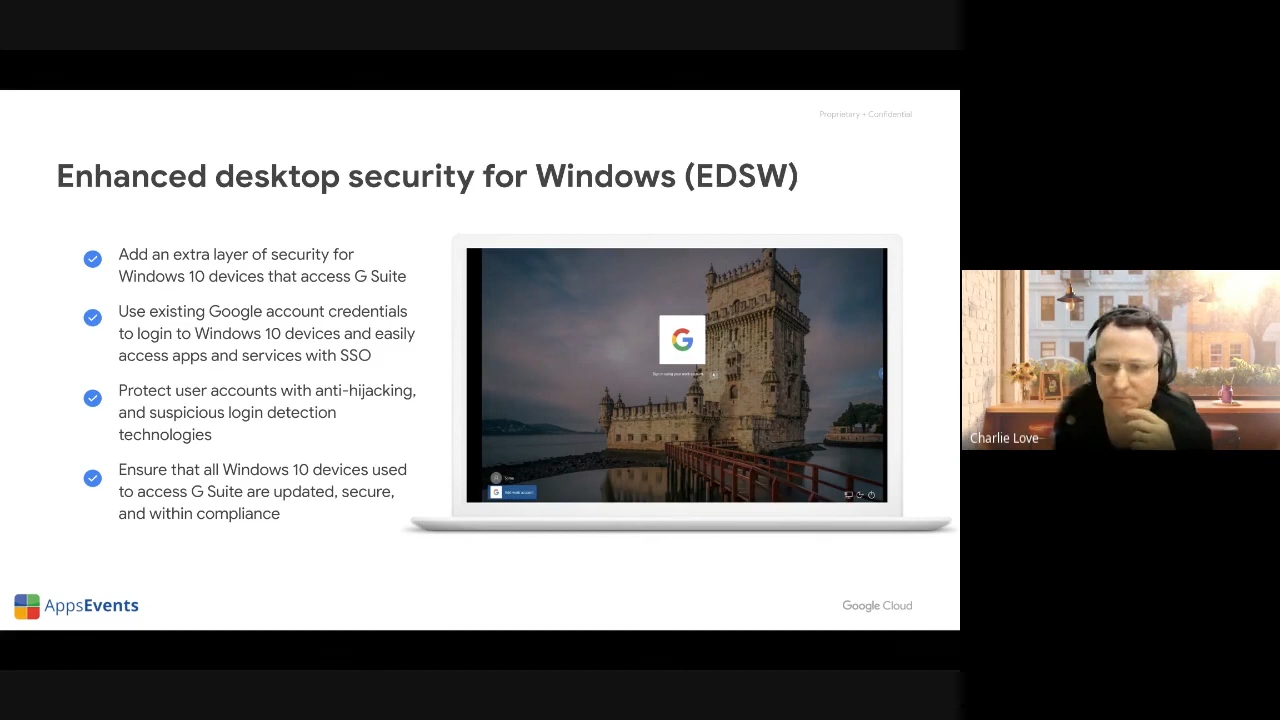 Proprietary + Confidential
Enhanced desktop security for Windows (EDSW)
Add an extra layer of security for
Windows 10 devices that access G Suite
Use existing Google account credentials
to login to Windows 10 devices and easily
access apps and services with SSO
Protect user accounts with anti-hijacking,
and suspicious login detection
technologies
Ensure that all Windows 10 devices used
to access G Suite are updated, secure,
and within compliance
AppsEvents
Google Cloud
Charlie Love